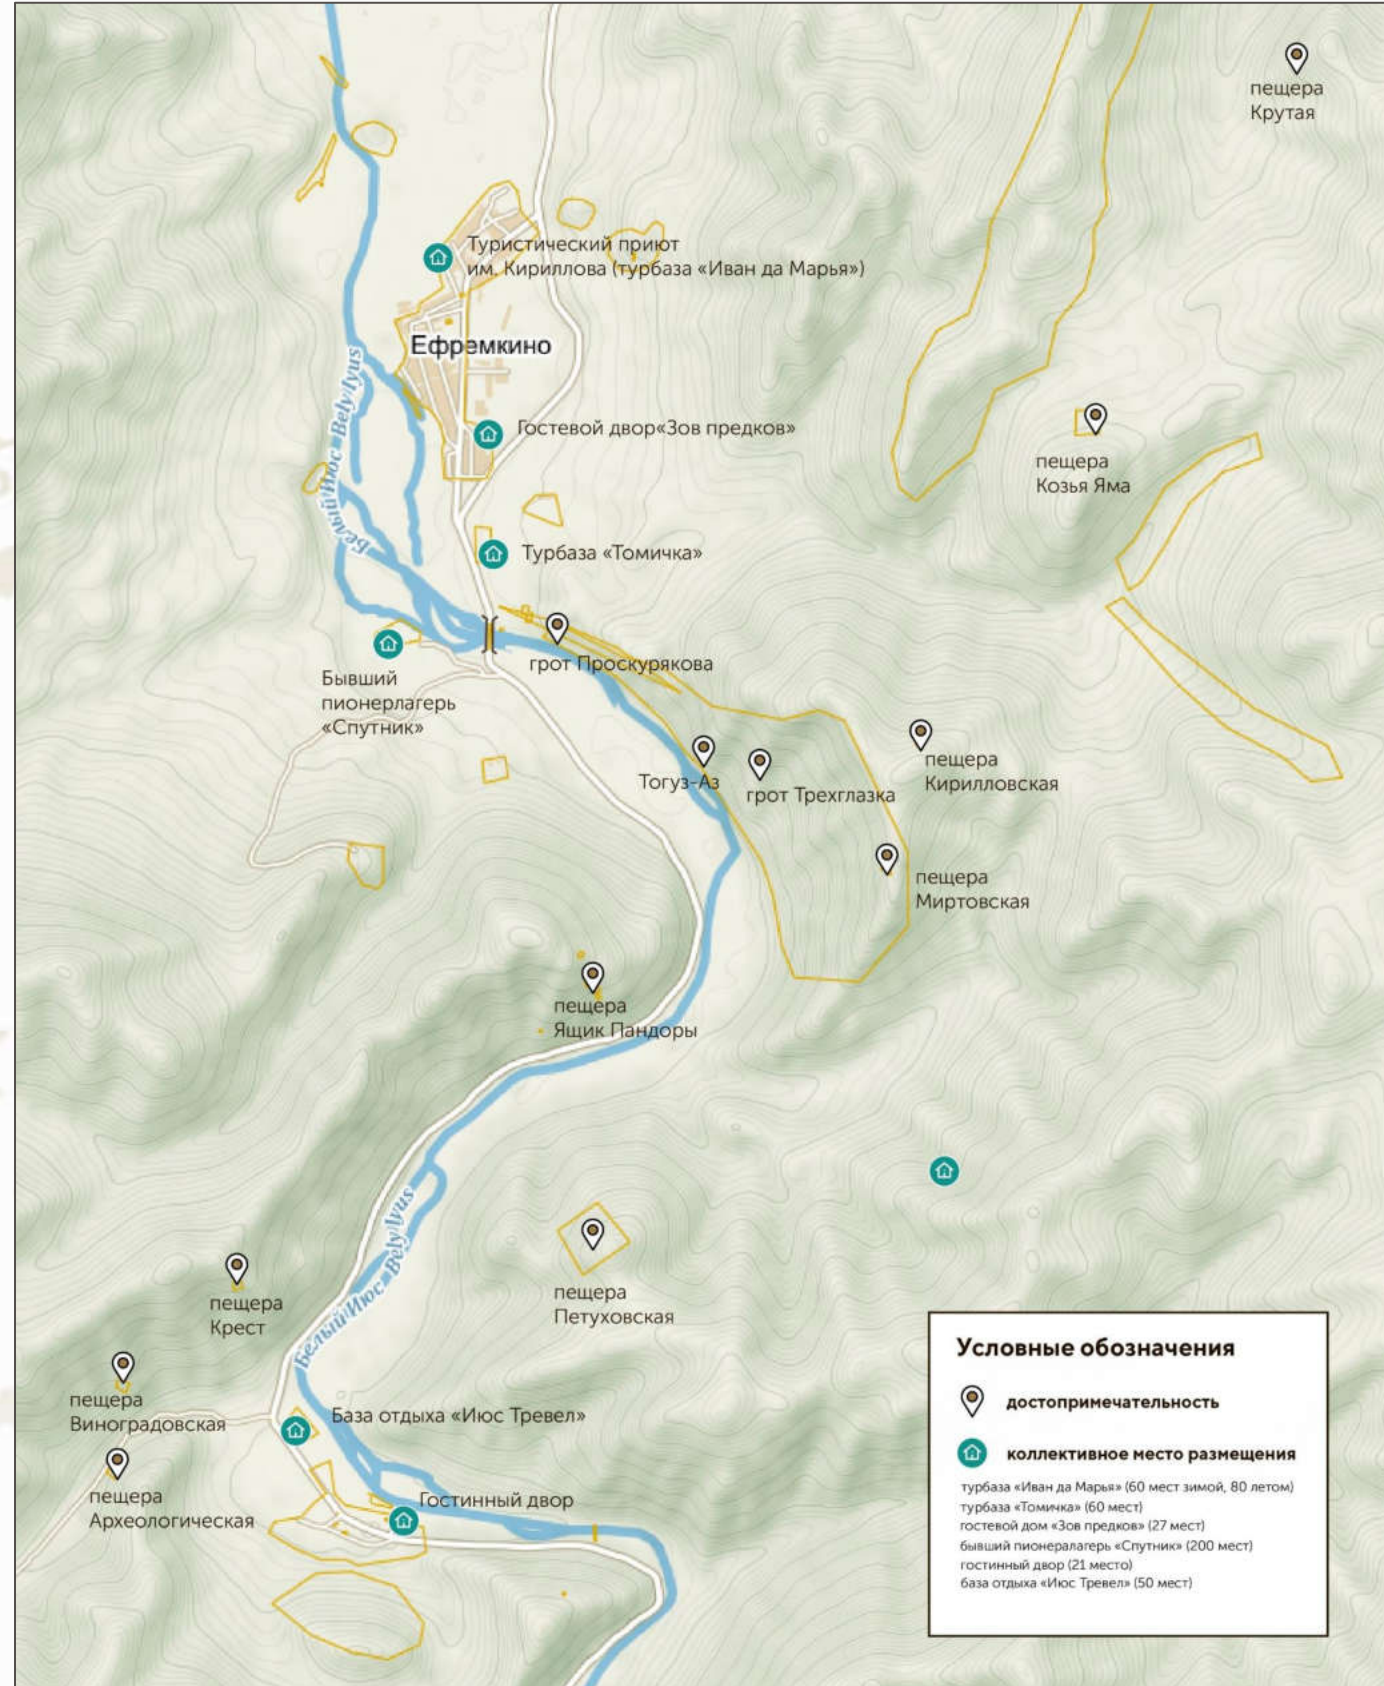 пещера
Крутая
Туристический приют
им. Кириллова (турбаза «Иван да Марья»)
Ефремкино
Белый Июс Bely Iyus
Гостевой двор«Зов предков»
пещера
Козья Яма
Турбаза «Томичка»
Белый
грот Проскурякова
Бывший
пионерлагерь
«Спутник»
Тогуз-Аз
грот Трехглазка
пещера
Кирилловская
пещера
Миртовская
пещера
Ящик Пандоры
Белый Июс Bely Iyus
пещера
Крест
пещера
Петуховская
пещера
Виноградовская
База отдыха «Июс Тревел»
пещера
Археологическая
Гостинный двор
Условные обозначения
достопримечательность
коллективное место размещения
турбаза «Иван да Марья» (60 мест зимой, 80 летом)
турбаза «Томичка» (60 мест)
гостевой дом «Зов предков» (27 мест)
бывший пионералагерь «Спутник» (200 мест)
гостинный двор (21 место)
база отдыха «Июс Тревел» (50 мест)